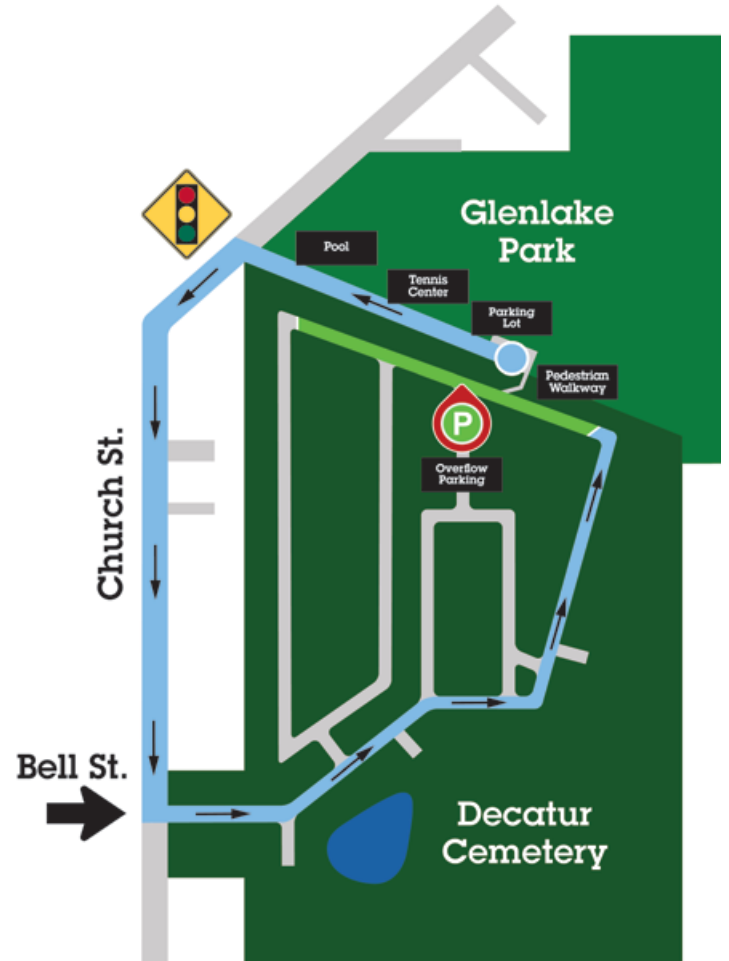 Glenlake
Park
Pool
Tennis
Center
Parking
Lot
Pedestrian
Walkway
P
Overflow
Parking
Church St.
Bell St.
Decatur
Cemetery